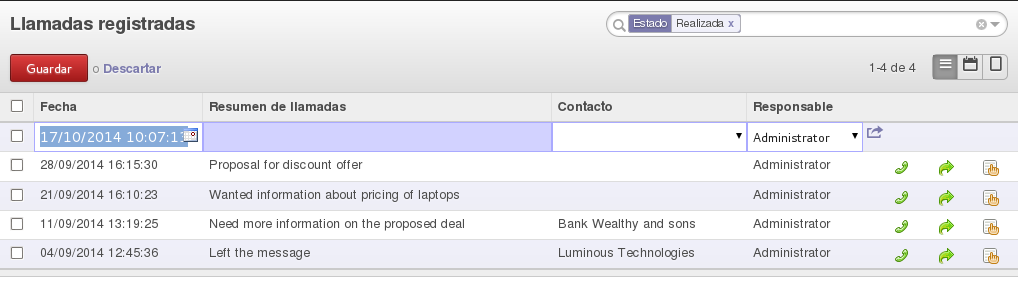 Llamadas registradas
Estado Realizada x
Guardar o Descartar
1-4 de 4
Fecha Resumen de llamadas Contacto Responsable
17/10/2014 10:07:11 Administrator
28/09/2014 16:15:30 Proposal for discount offer Administrator
21/09/2014 16:10:23 Wanted information about pricing of laptops Administrator
11/09/2014 13:19:25 Need more information on the proposed deal Bank Wealthy and sons Administrator
04/09/2014 12:45:36 Left the message Luminous Technologies Administrator